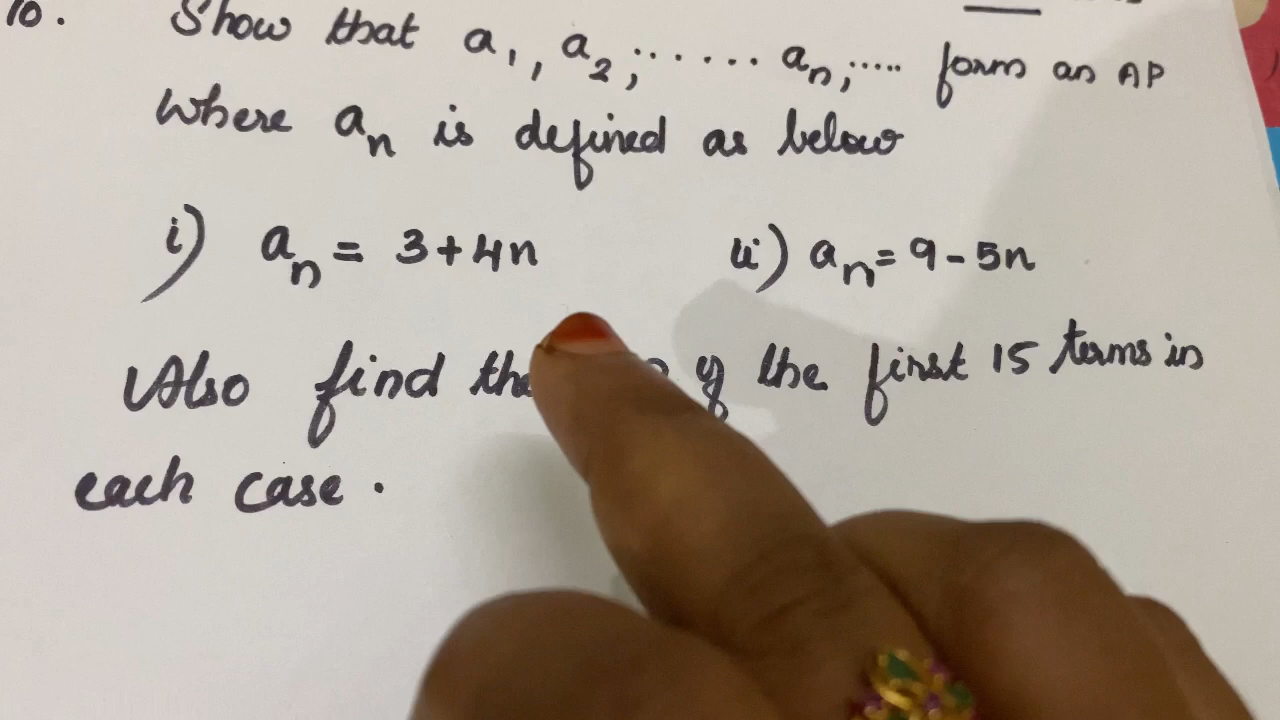 10. Show that a₁, a₂, ...... aₙ, ..... form an AP
Where aₙ is defined as below
i) aₙ = 3+4n ii) aₙ = 9-5n
Also find the of the first 15 terms in
each case.